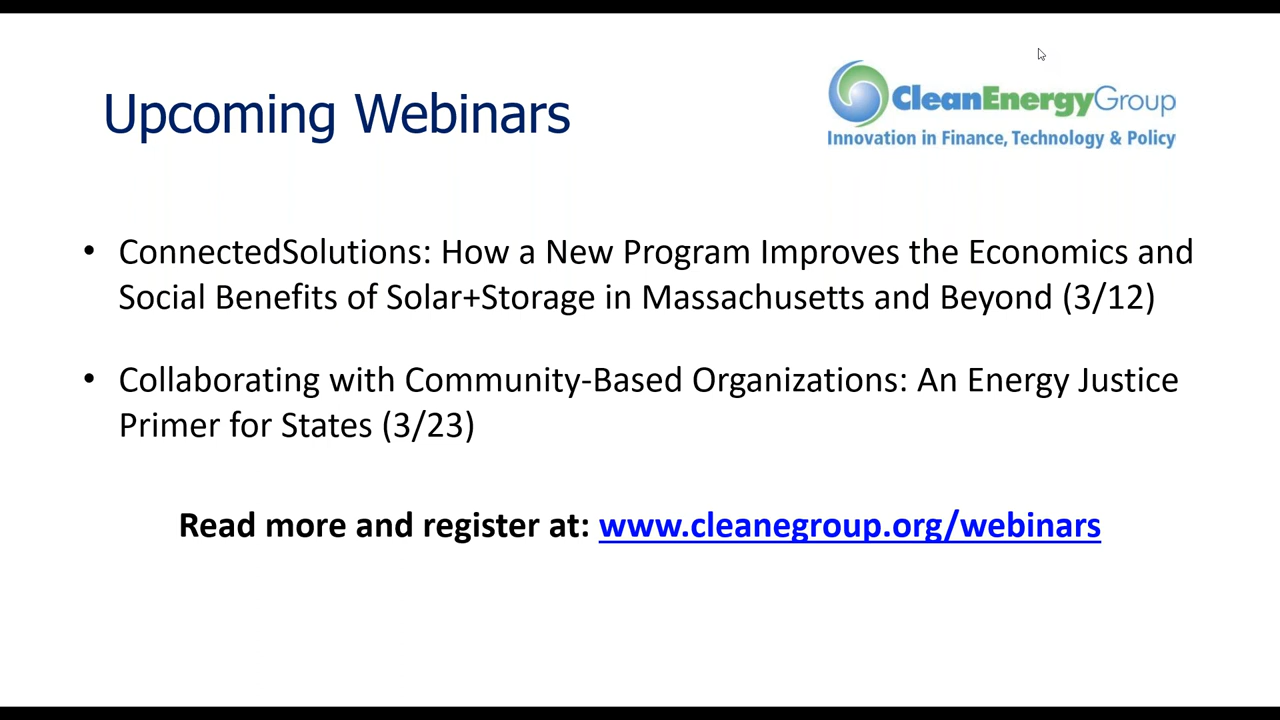 Upcoming Webinars
CleanEnergyGroup
Innovation in Finance, Technology & Policy
• ConnectedSolutions: How a New Program Improves the Economics and
Social Benefits of Solar+Storage in Massachusetts and Beyond (3/12)
• Collaborating with Community-Based Organizations: An Energy Justice
Primer for States (3/23)
Read more and register at: www.cleanegroup.org/webinars